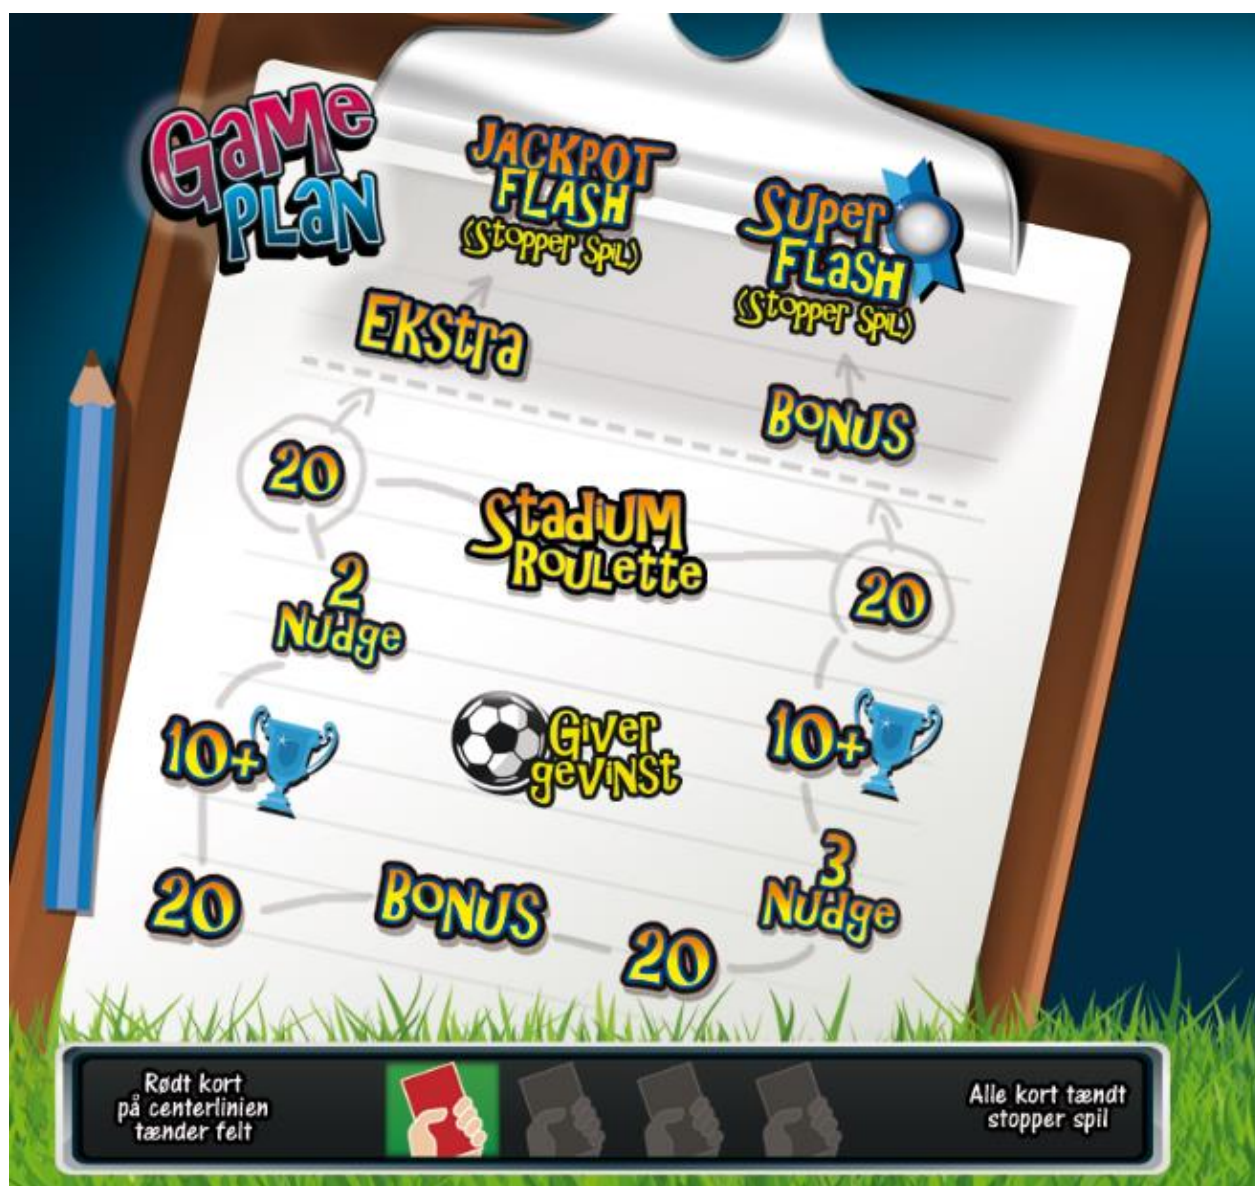 Game
Plan
JACKPOT
FLASH
(Stopper Spil)
Super
FLASH
(Stopper Spil)
Ekstra
Bonus
20
Stadium
Roulette
20
2
Nudge
10+
Giver
gevinst
10+
3
Nudge
20
Bonus
20
Rødt kort
på centerlinien
tænder felt
Alle kort tændt
stopper spil